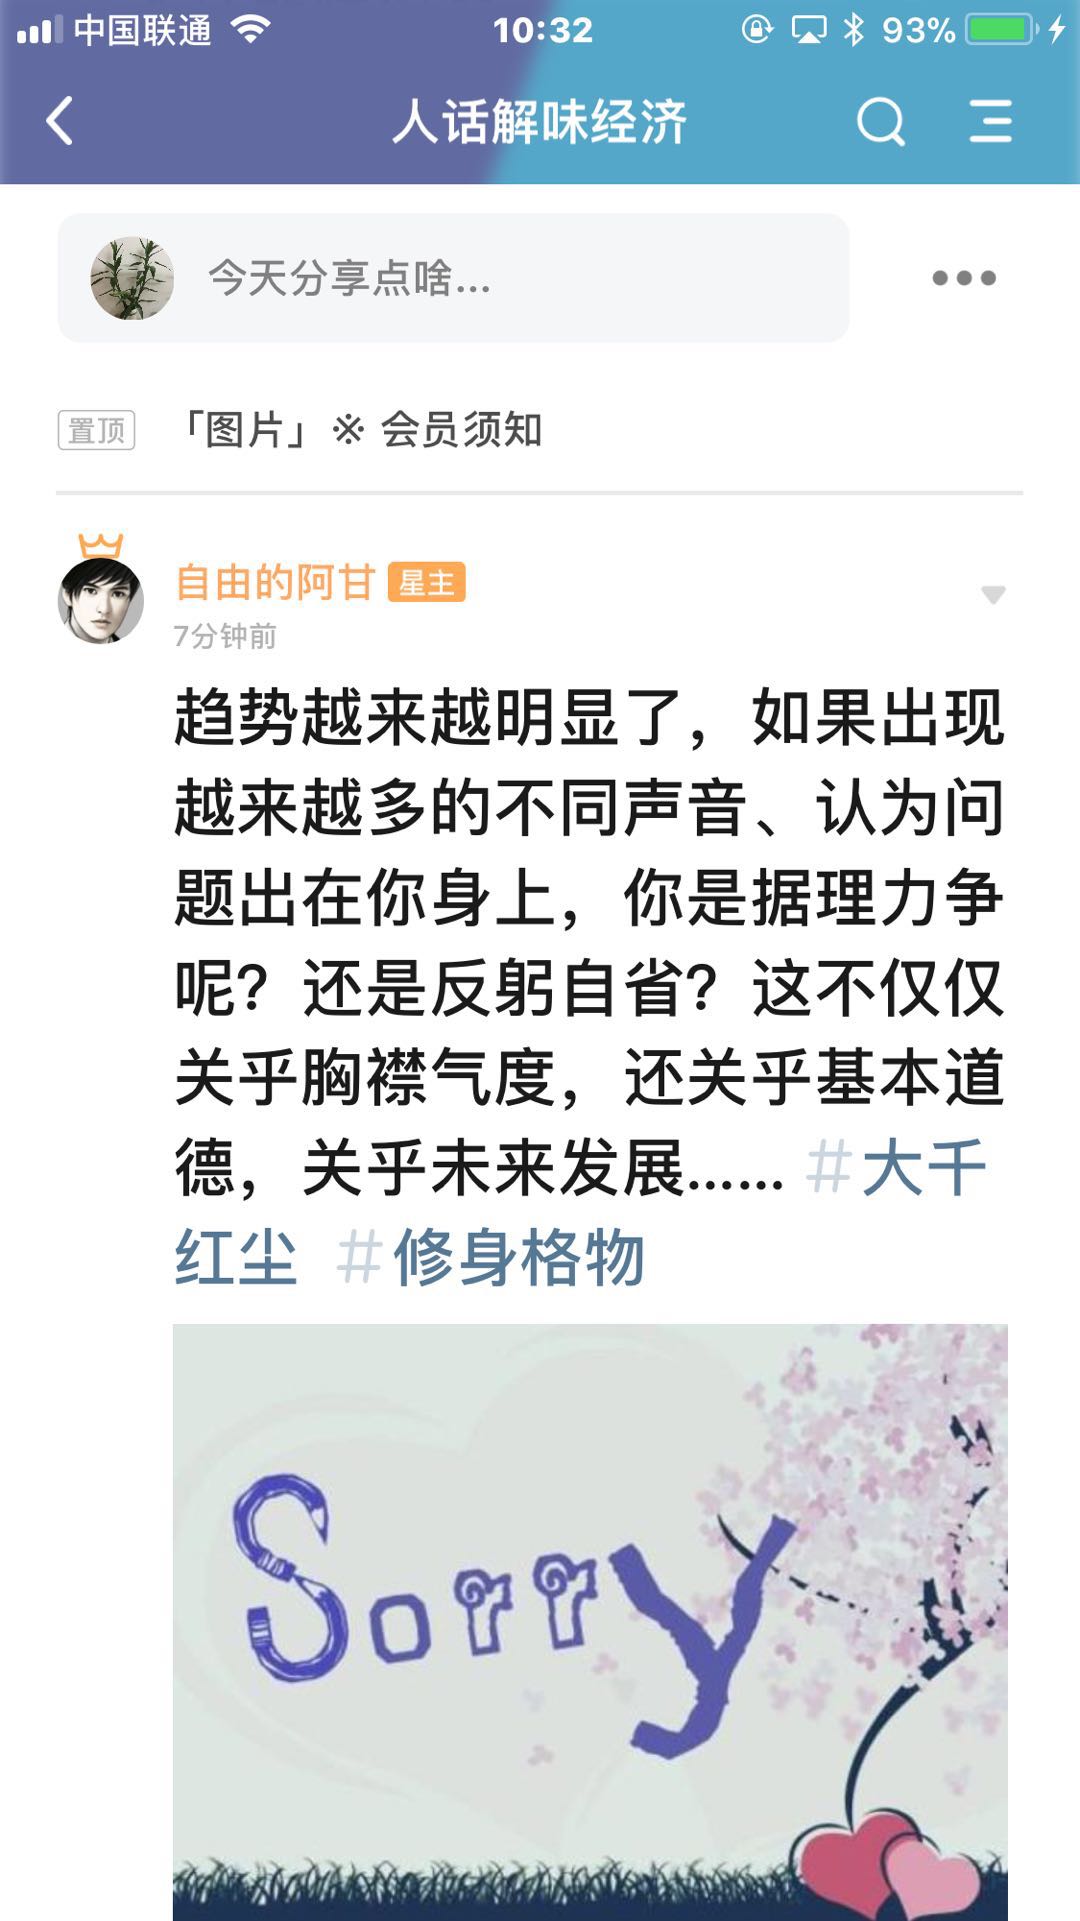 中国联通 10:32 93%
人话解味经济
今天分享点啥...
置顶 「图片」※ 会员须知
自由的阿甘 星主
7分钟前
趋势越来越明显了，如果出现
越来越多的不同声音、认为问
题出在你身上，你是据理力争
呢？还是反躬自省？这不仅仅
关乎胸襟气度，还关乎基本道
德，关乎未来发展…… #大千
红尘 #修身格物
Sorry